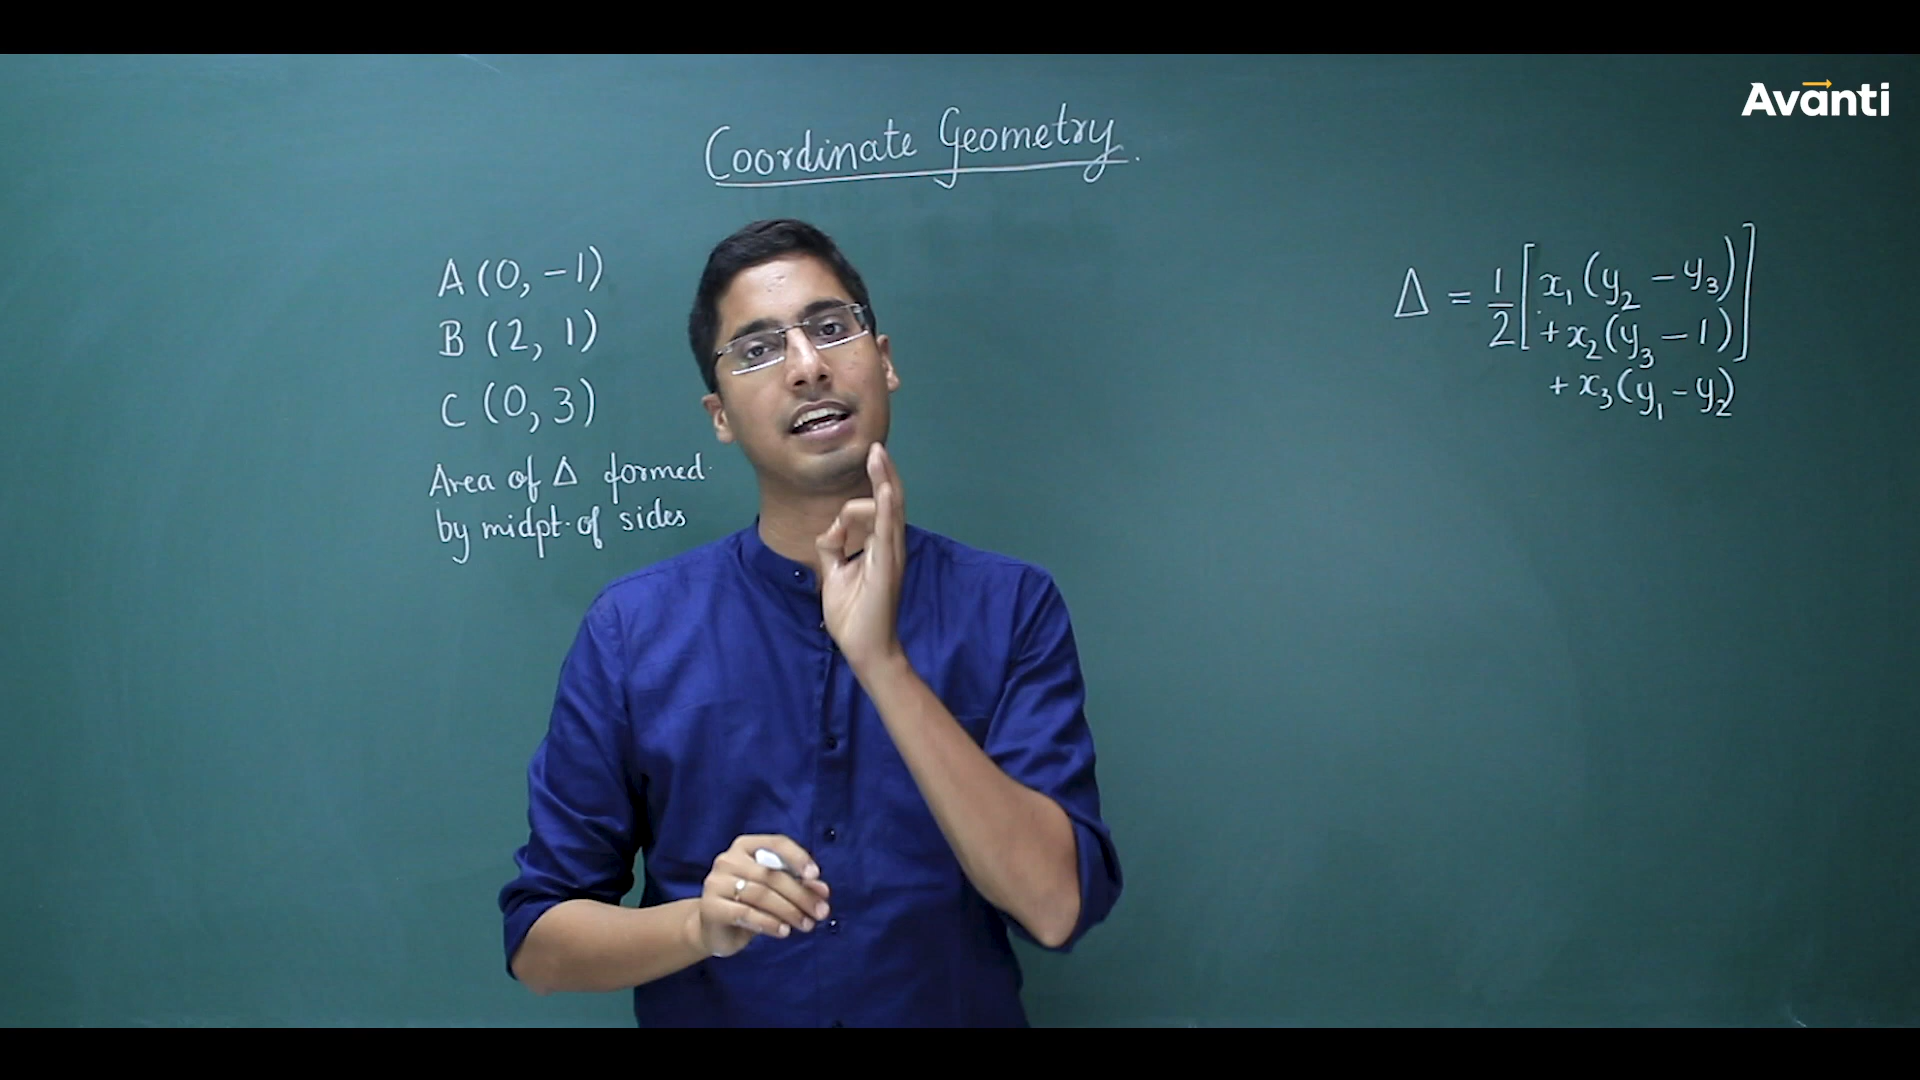 Avanti
Coordinate Geometry.
A (0, -1)
B (2, 1)
C (0, 3)
Area of Δ formed
by midpt. of sides
Δ = 1/2 [x₁(y₂ - y₃)
+ x₂(y₃ - 1)]
+ x₃(y₁ - y₂)